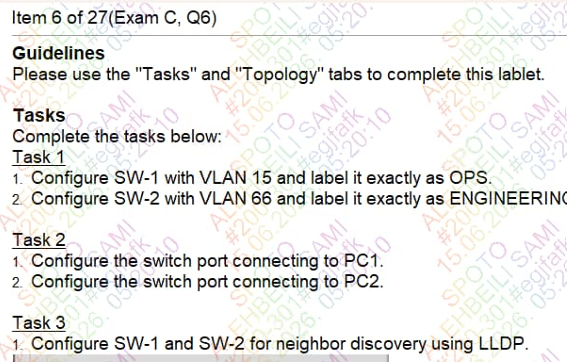 Item 6 of 27(Exam C, Q6)
Guidelines
Please use the "Tasks" and "Topology" tabs to complete this lablet.
Tasks
Complete the tasks below:
Task 1
1. Configure SW-1 with VLAN 15 and label it exactly as OPS.
2. Configure SW-2 with VLAN 66 and label it exactly as ENGINEERING
Task 2
1. Configure the switch port connecting to PC1.
2. Configure the switch port connecting to PC2.
Task 3
1. Configure SW-1 and SW-2 for neighbor discovery using LLDP.